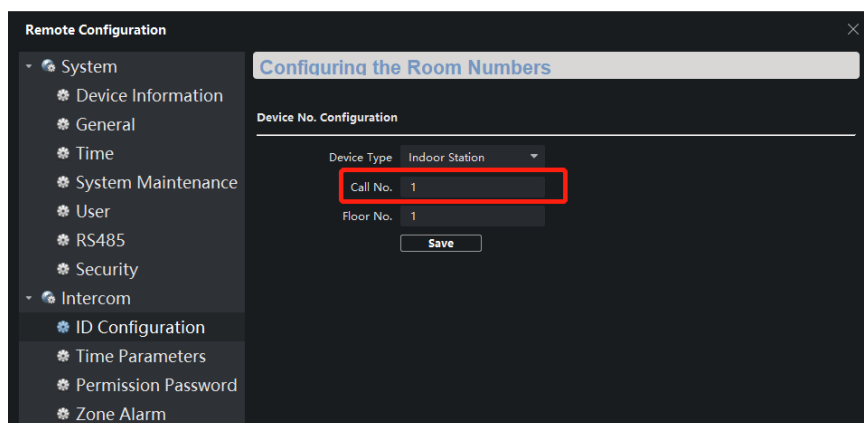 Remote Configuration
System
Device Information
General
Time
System Maintenance
User
RS485
Security
Intercom
ID Configuration
Time Parameters
Permission Password
Zone Alarm
Configuring the Room Numbers
Device No. Configuration
Device Type Indoor Station
Call No. 1
Floor No. 1
Save